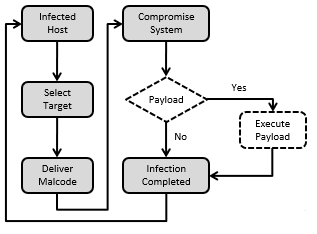 Infected
Host
Select
Target
Deliver
Malcode
Compromise
System
Payload
Yes
No
Execute
Payload
Infection
Completed